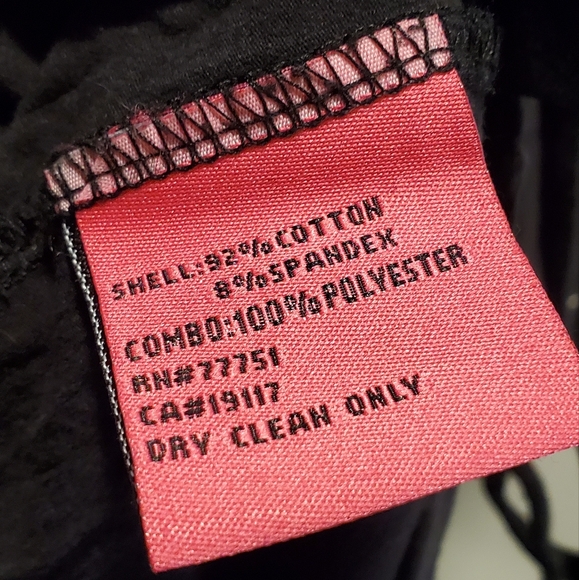 SHELL:92%COTTON
8%SPANDEX
COMBO:100%POLYESTER
RN#77751
CA#19117
DRY CLEAN ONLY